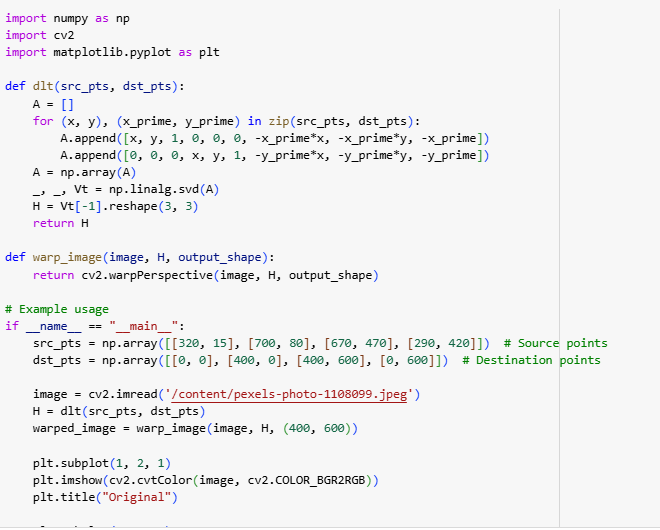 import numpy as np
import cv2
import matplotlib.pyplot as plt
def dlt(src_pts, dst_pts):
    A = []
    for (x, y), (x_prime, y_prime) in zip(src_pts, dst_pts):
        A.append([x, y, 1, 0, 0, 0, -x_prime*x, -x_prime*y, -x_prime])
        A.append([0, 0, 0, x, y, 1, -y_prime*x, -y_prime*y, -y_prime])
    A = np.array(A)
    _, _, Vt = np.linalg.svd(A)
    H = Vt[-1].reshape(3, 3)
    return H
def warp_image(image, H, output_shape):
    return cv2.warpPerspective(image, H, output_shape)
# Example usage
if __name__ == "__main__":
    src_pts = np.array([[320, 15], [700, 80], [670, 470], [290, 420]])  # Source points
    dst_pts = np.array([[0, 0], [400, 0], [400, 600], [0, 600]])  # Destination points
    image = cv2.imread('/content/pexels-photo-1108099.jpeg')
    H = dlt(src_pts, dst_pts)
    warped_image = warp_image(image, H, (400, 600))
    plt.subplot(1, 2, 1)
    plt.imshow(cv2.cvtColor(image, cv2.COLOR_BGR2RGB))
    plt.title("Original")